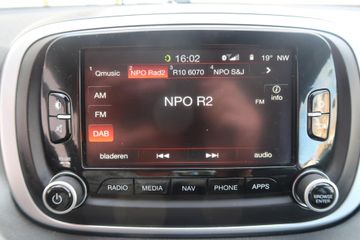 16:02 19° NW
1 Qmusic 2 NPO Rad2 3 R10 6070 4 NPO S&J
AM
FM
DAB
NPO R2
FM
i
info
bladeren
audio
RADIO MEDIA NAV PHONE APPS
BROWSE
ENTER